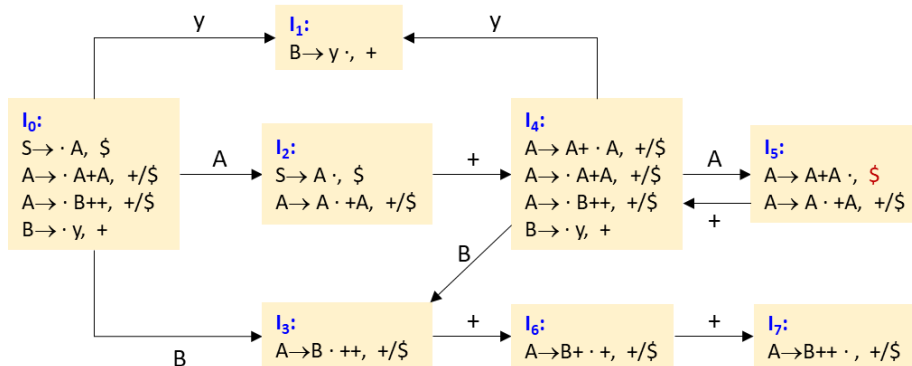 y
I₁:
B→ y ·, +
y
I₀:
S→ · A, $
A→ · A+A, +/$
A→ · B++, +/$
B→ · y, +
A
I₂:
S→ A ·, $
A→ A · +A, +/$
+
I₄:
A→ A+ · A, +/$
A→ · A+A, +/$
A→ · B++, +/$
B→ · y, +
A
+
I₅:
A→ A+A ·, $
A→ A · +A, +/$
B
B
I₃:
A→B · ++, +/$
+
I₆:
A→B+ · +, +/$
+
I₇:
A→B++ · , +/$